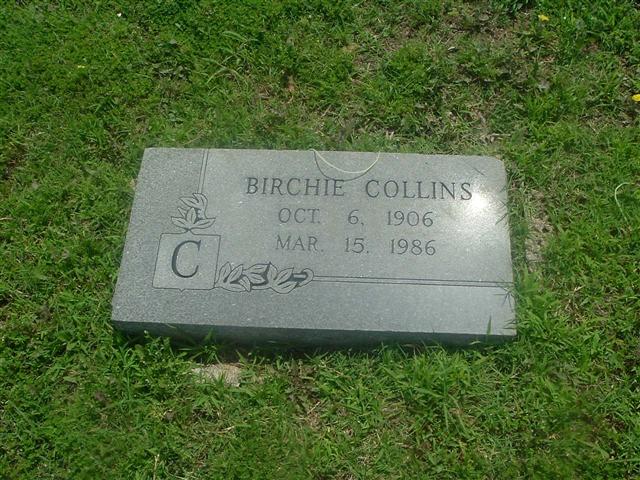 BIRCHIE COLLINS
OCT. 6, 1906
MAR. 15, 1986
C